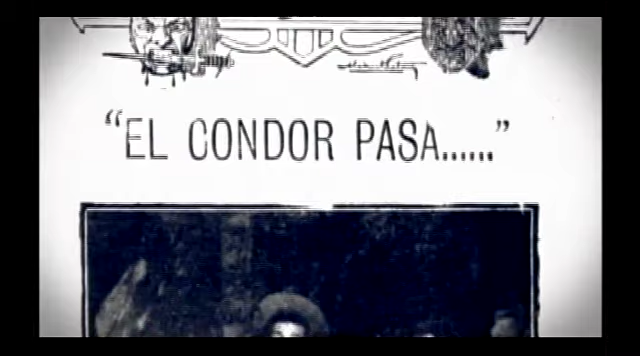 “EL CONDOR PASA......”